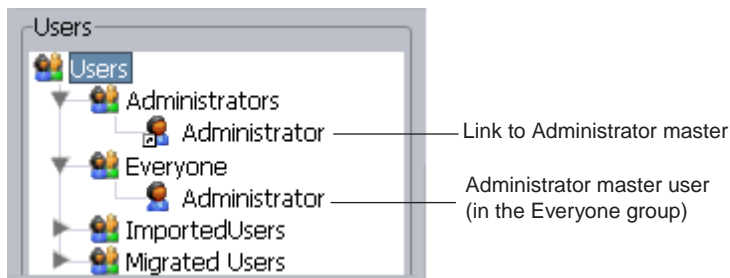 Users
Users
Administrators
Administrator
Link to Administrator master
Everyone
Administrator
Administrator master user
(in the Everyone group)
ImportedUsers
Migrated Users